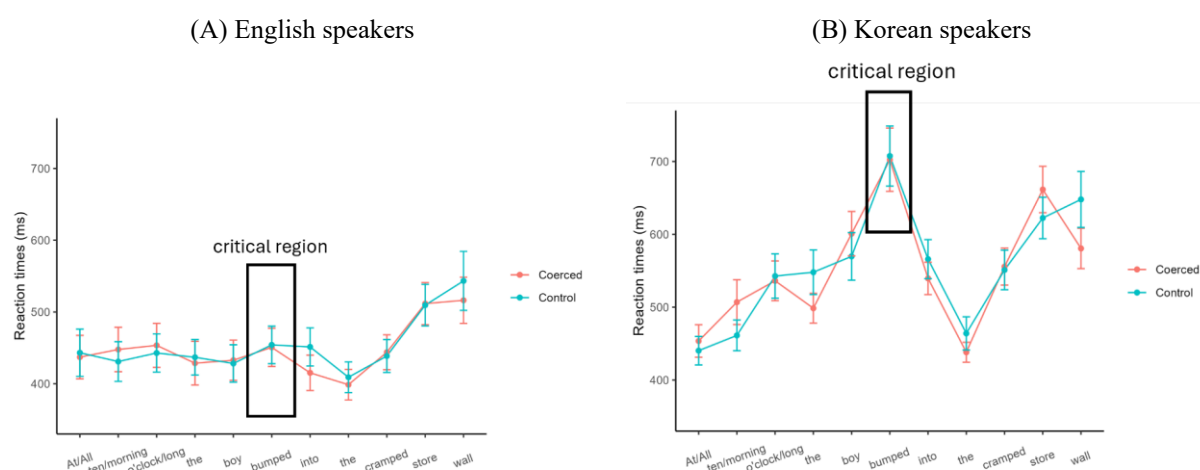 (A) English speakers
critical region
700
600
500
400
Reaction times (ms)
Coerced
Control
At/All
ten/morning
o'clock/long
the
boy
bumped
into
the
cramped
store
wall
(B) Korean speakers
critical region
700
600
500
400
Reaction times (ms)
Coerced
Control
At/All
ten/morning
o'clock/long
the
boy
bumped
into
the
cramped
store
wall